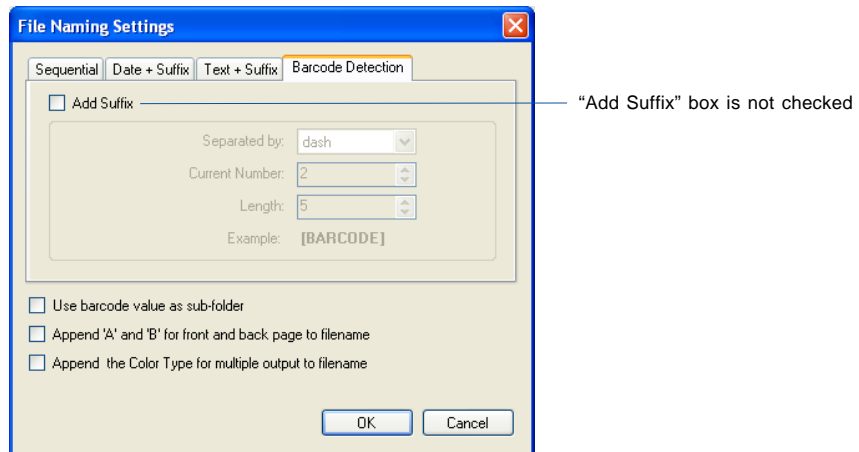 File Naming Settings
Sequential Date + Suffix Text + Suffix Barcode Detection
Add Suffix
“Add Suffix” box is not checked
Separated by: dash
Current Number: 2
Length: 5
Example: [BARCODE]
Use barcode value as sub-folder
Append 'A' and 'B' for front and back page to filename
Append the Color Type for multiple output to filename
OK Cancel